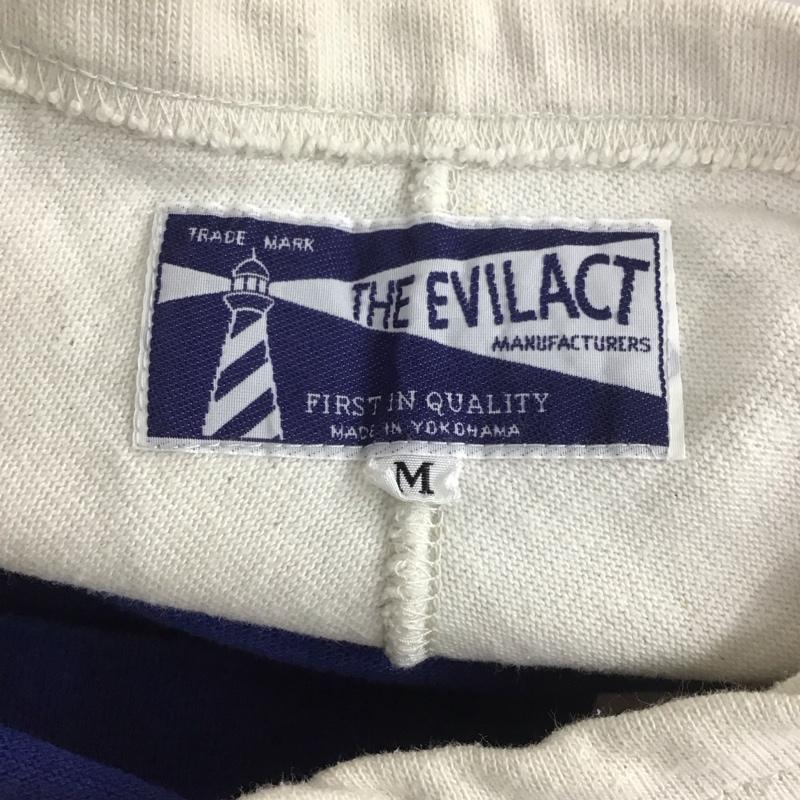 TRADE MARK
THE EVILACT
MANUFACTURERS
FIRST IN QUALITY
MADE IN YOKOHAMA
M